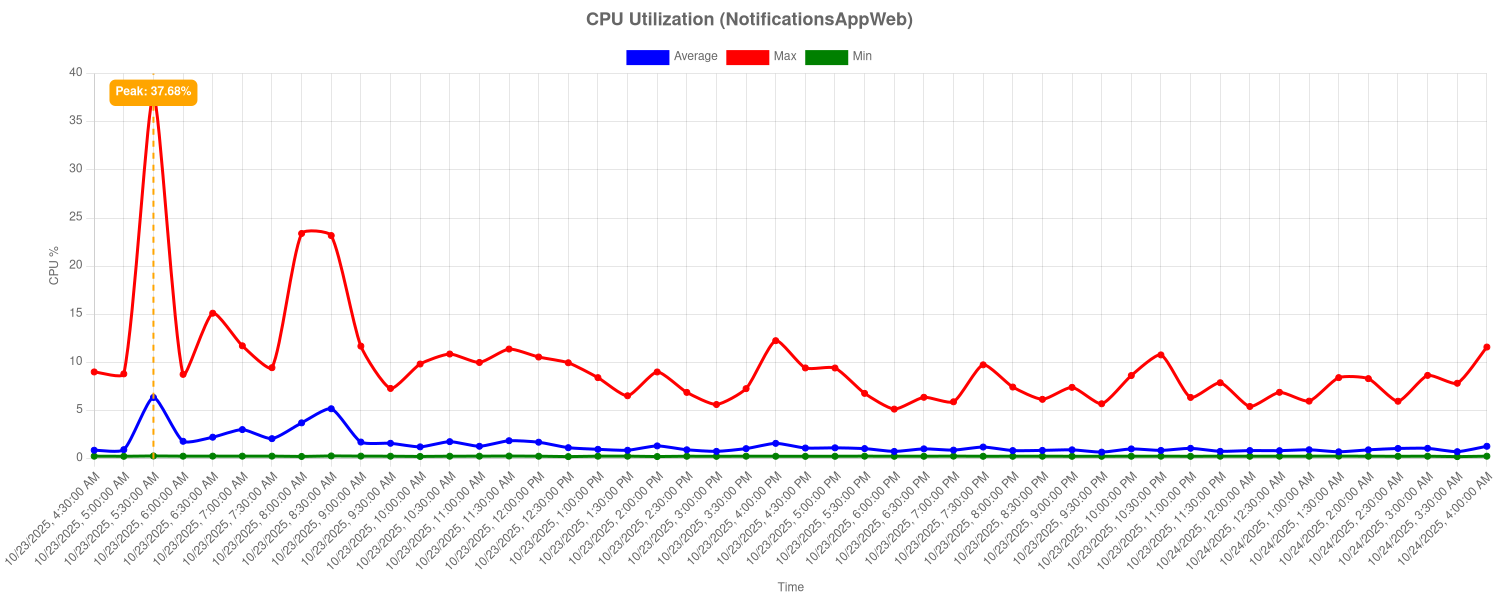 CPU Utilization (NotificationsAppWeb)
Average Max Min
Peak: 37.68%
40
35
30
25
20
15
10
5
0
CPU %
10/23/2025, 4:30:00 AM
10/23/2025, 5:00:00 AM
10/23/2025, 5:30:00 AM
10/23/2025, 6:00:00 AM
10/23/2025, 6:30:00 AM
10/23/2025, 7:00:00 AM
10/23/2025, 7:30:00 AM
10/23/2025, 8:00:00 AM
10/23/2025, 8:30:00 AM
10/23/2025, 9:00:00 AM
10/23/2025, 9:30:00 AM
10/23/2025, 10:00:00 AM
10/23/2025, 10:30:00 AM
10/23/2025, 11:00:00 AM
10/23/2025, 11:30:00 AM
10/23/2025, 12:00:00 PM
10/23/2025, 12:30:00 PM
10/23/2025, 1:00:00 PM
10/23/2025, 1:30:00 PM
10/23/2025, 2:00:00 PM
10/23/2025, 2:30:00 PM
10/23/2025, 3:00:00 PM
10/23/2025, 3:30:00 PM
10/23/2025, 4:00:00 PM
10/23/2025, 4:30:00 PM
10/23/2025, 5:00:00 PM
10/23/2025, 5:30:00 PM
10/23/2025, 6:00:00 PM
10/23/2025, 6:30:00 PM
10/23/2025, 7:00:00 PM
10/23/2025, 7:30:00 PM
10/23/2025, 8:00:00 PM
10/23/2025, 8:30:00 PM
10/23/2025, 9:00:00 PM
10/23/2025, 9:30:00 PM
10/23/2025, 10:00:00 PM
10/23/2025, 10:30:00 PM
10/23/2025, 11:00:00 PM
10/23/2025, 11:30:00 PM
10/24/2025, 12:00:00 AM
10/24/2025, 12:30:00 AM
10/24/2025, 1:00:00 AM
10/24/2025, 1:30:00 AM
10/24/2025, 2:00:00 AM
10/24/2025, 2:30:00 AM
10/24/2025, 3:00:00 AM
10/24/2025, 3:30:00 AM
10/24/2025, 4:00:00 AM
Time